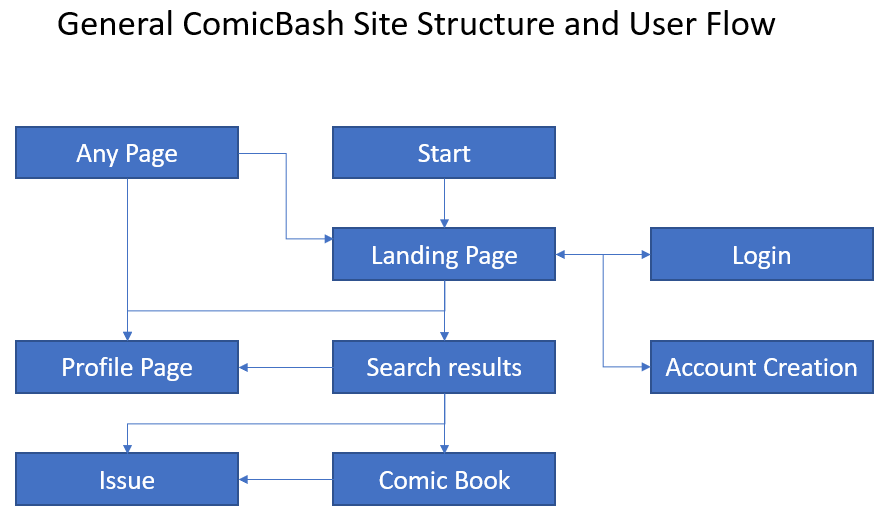 General ComicBash Site Structure and User Flow
Any Page
Start
Landing Page
Login
Profile Page
Search results
Account Creation
Issue
Comic Book